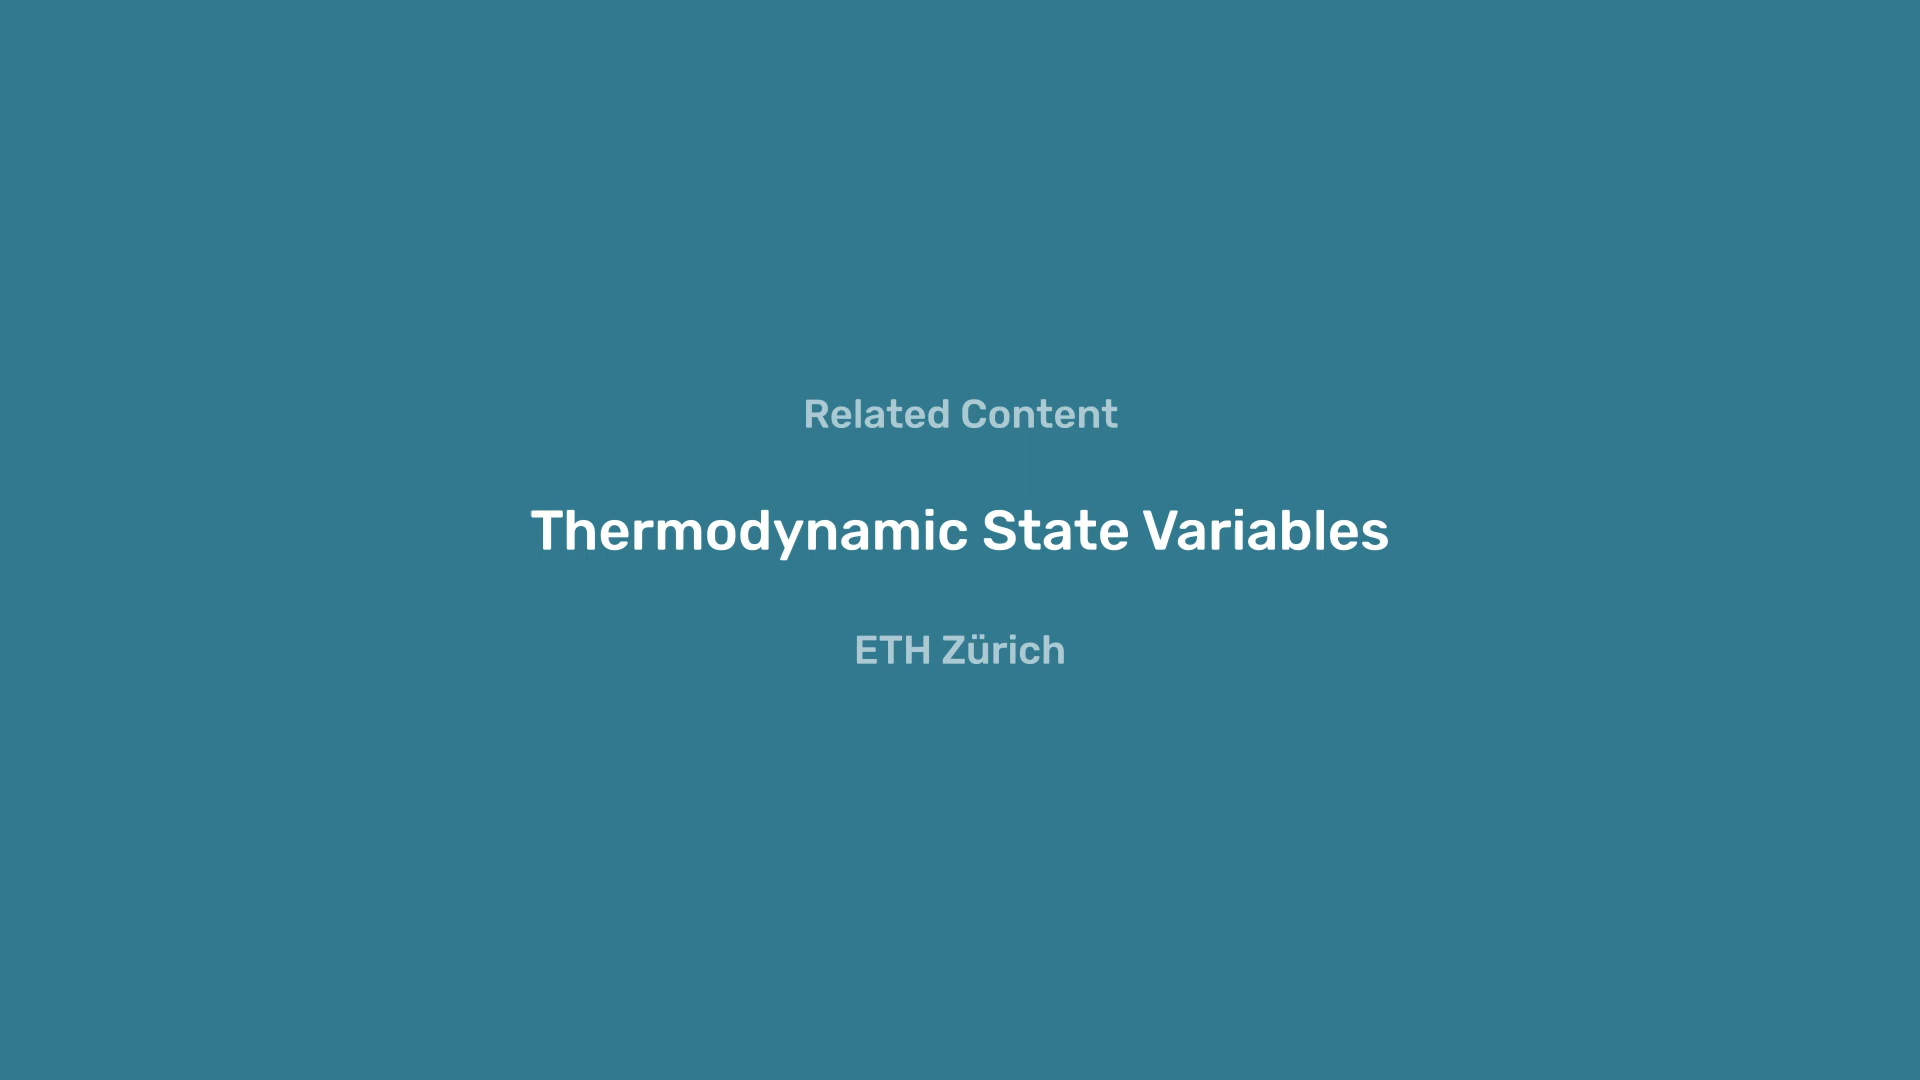 Related Content
Thermodynamic State Variables
ETH Zürich